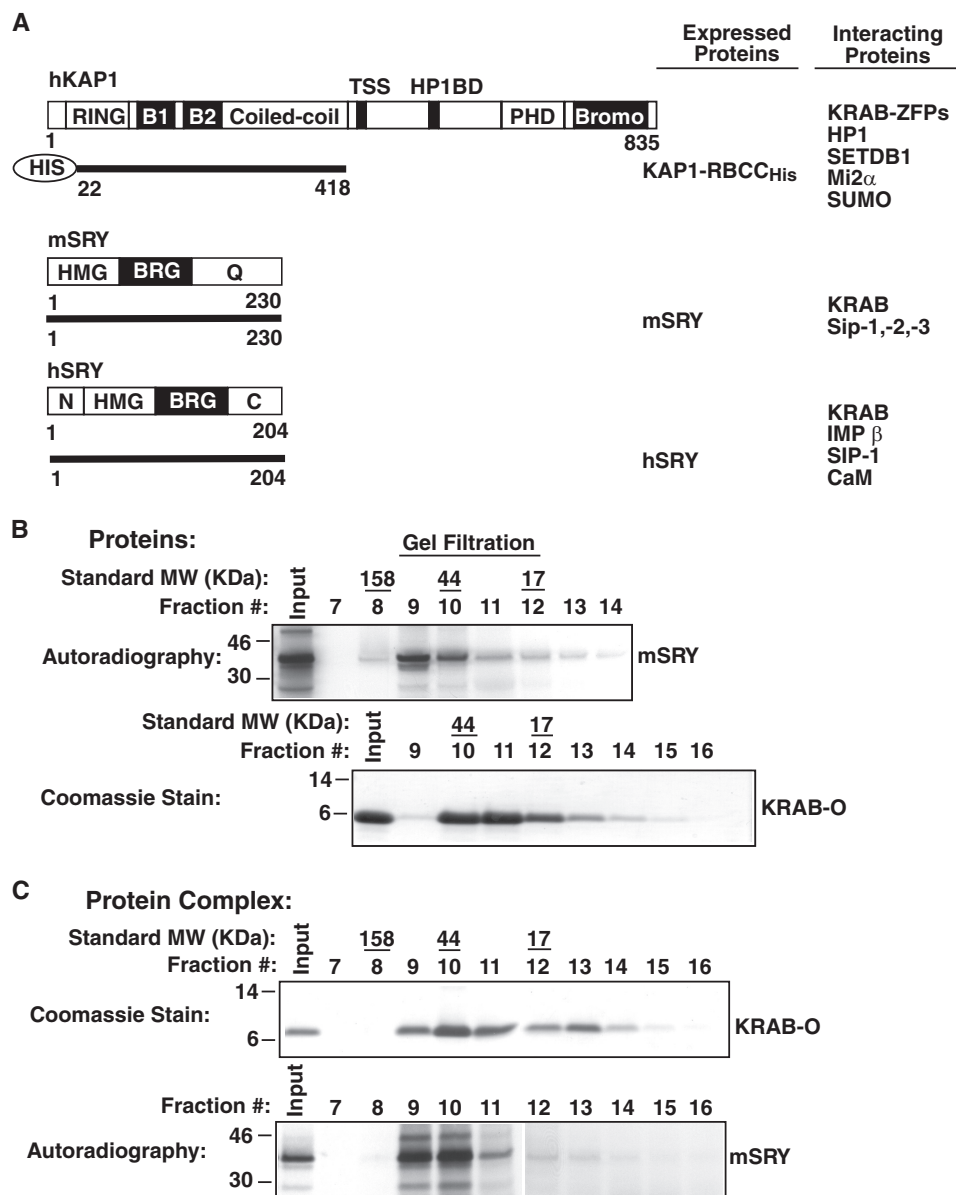 A
Expressed Proteins
Interacting Proteins
hKAP1
TSS HP1BD
RING B1 B2 Coiled-coil PHD Bromo
1 835
HIS
22 418
KAP1-RBCCHis
KRAB-ZFPs
HP1
SETDB1
Mi2α
SUMO
mSRY
HMG BRG Q
1 230
1 230
mSRY
KRAB
Sip-1,-2,-3
hSRY
N HMG BRG C
1 204
1 204
hSRY
KRAB
IMP β
SIP-1
CaM
B
Proteins:
Gel Filtration
Standard MW (KDa): 158 44 17
Fraction #: Input 7 8 9 10 11 12 13 14
Autoradiography:
46
30
mSRY
Standard MW (KDa): 44 17
Fraction #: Input 9 10 11 12 13 14 15 16
Coomassie Stain:
14
6
KRAB-O
C
Protein Complex:
Standard MW (KDa): 158 44 17
Fraction #: Input 7 8 9 10 11 12 13 14 15 16
Coomassie Stain:
14
6
KRAB-O
Fraction #: Input 7 8 9 10 11 12 13 14 15 16
Autoradiography:
46
30
mSRY